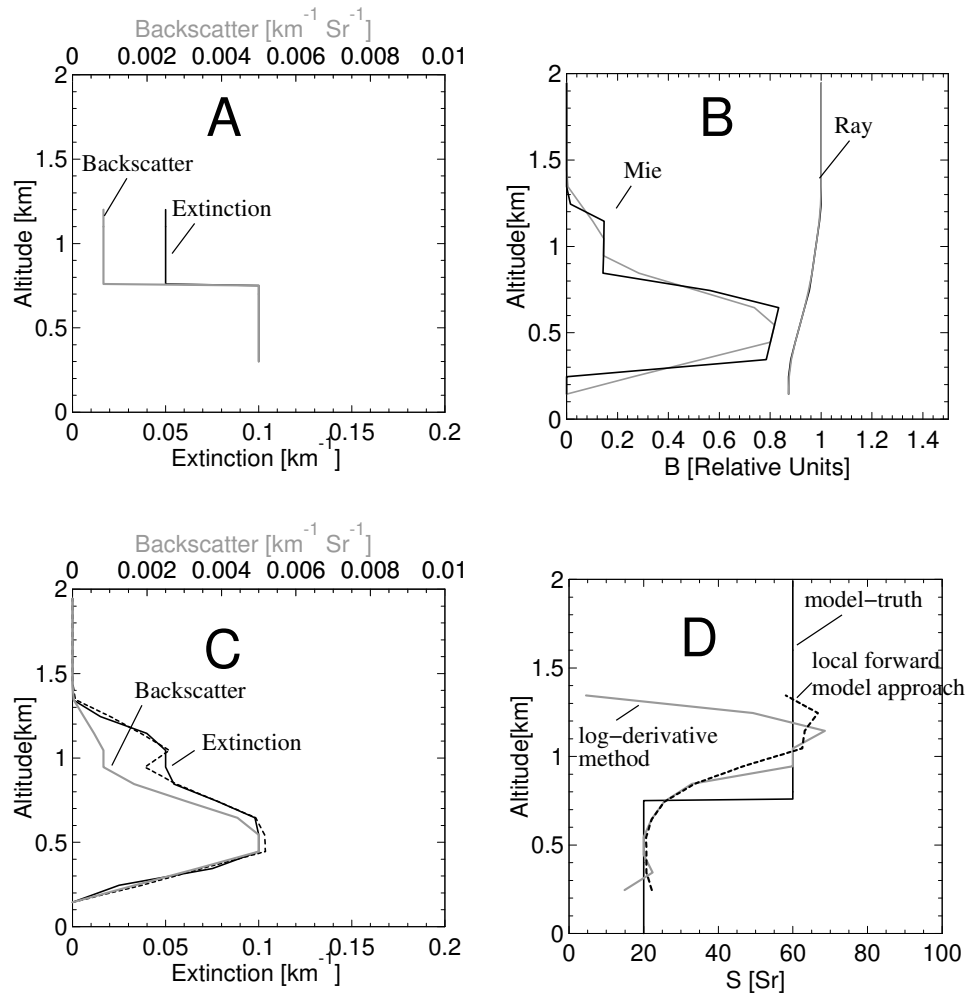 Backscatter [km⁻¹ Sr⁻¹]
0 0.002 0.004 0.006 0.008 0.01
2
1.5
1
0.5
0
Altitude [km]
A
Backscatter
Extinction
0 0.05 0.1 0.15 0.2
Extinction [km⁻¹]
2
1.5
1
0.5
0
Altitude[km]
B
Ray
Mie
0 0.2 0.4 0.6 0.8 1 1.2 1.4
B [Relative Units]
Backscatter [km⁻¹ Sr⁻¹]
0 0.002 0.004 0.006 0.008 0.01
2
1.5
1
0.5
0
Altitude[km]
C
Backscatter
Extinction
0 0.05 0.1 0.15 0.2
Extinction [km⁻¹]
2
1.5
1
0.5
0
Altitude[km]
D
model−truth
local forward
model approach
log−derivative
method
0 20 40 60 80 100
S [Sr]